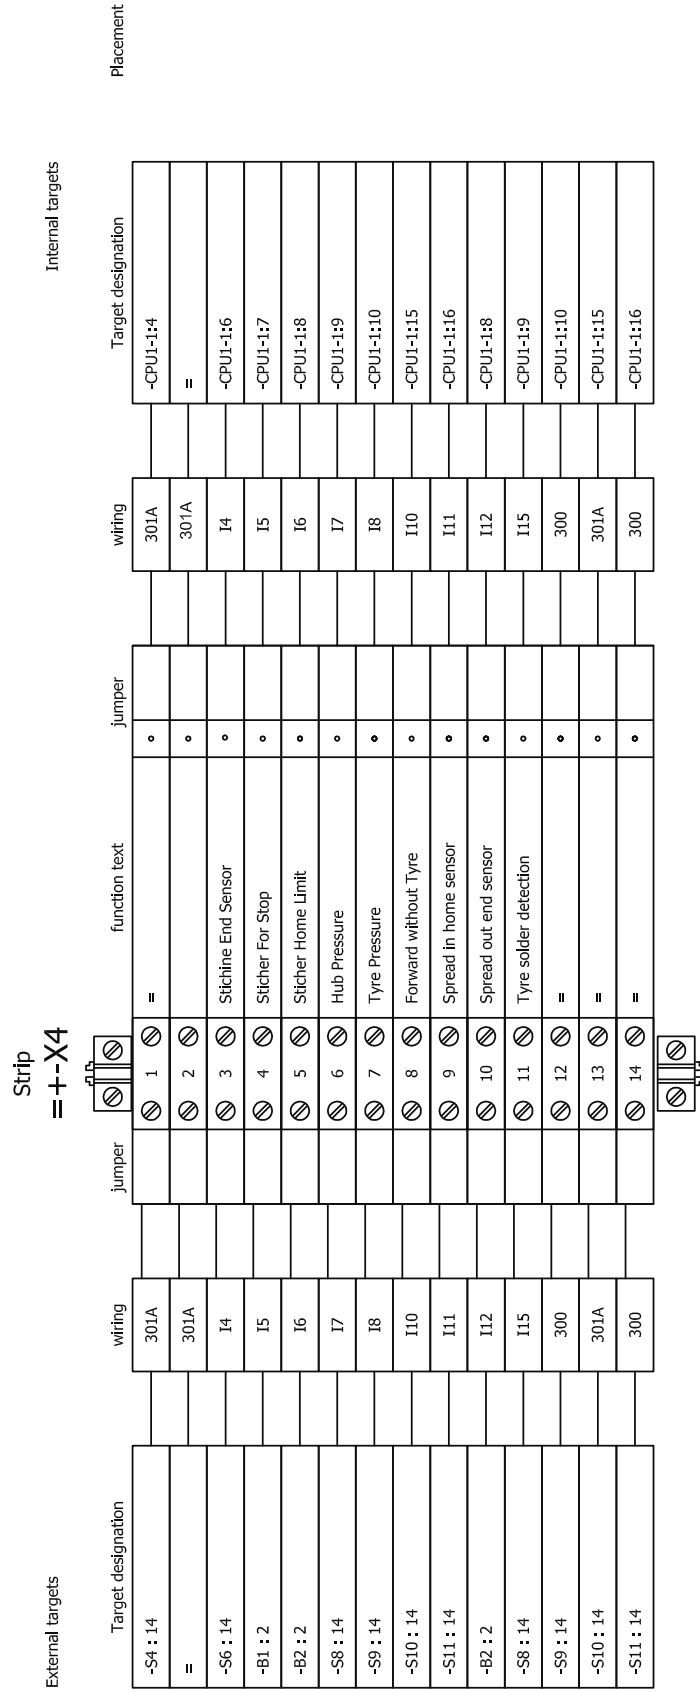 Strip
=+-X4
External targets
Internal targets
Target designation wiring jumper function text jumper wiring Target designation Placement
-S4 : 14 301A 1 = 301A -CPU1-1:4
= 301A 2 301A =
-S6 : 14 I4 3 Stichine End Sensor I4 -CPU1-1:6
-B1 : 2 I5 4 Sticher For Stop I5 -CPU1-1:7
-B2 : 2 I6 5 Sticher Home Limit I6 -CPU1-1:8
-S8 : 14 I7 6 Hub Pressure I7 -CPU1-1:9
-S9 : 14 I8 7 Tyre Pressure I8 -CPU1-1:10
-S10 : 14 I10 8 Forward without Tyre I10 -CPU1-1:15
-S11 : 14 I11 9 Spread in home sensor I11 -CPU1-1:16
-B2 : 2 I12 10 Spread out end sensor I12 -CPU1-1:8
-S8 : 14 I15 11 Tyre solder detection I15 -CPU1-1:9
-S9 : 14 300 12 = 300 -CPU1-1:10
-S10 : 14 301A 13 = 301A -CPU1-1:15
-S11 : 14 300 14 = 300 -CPU1-1:16